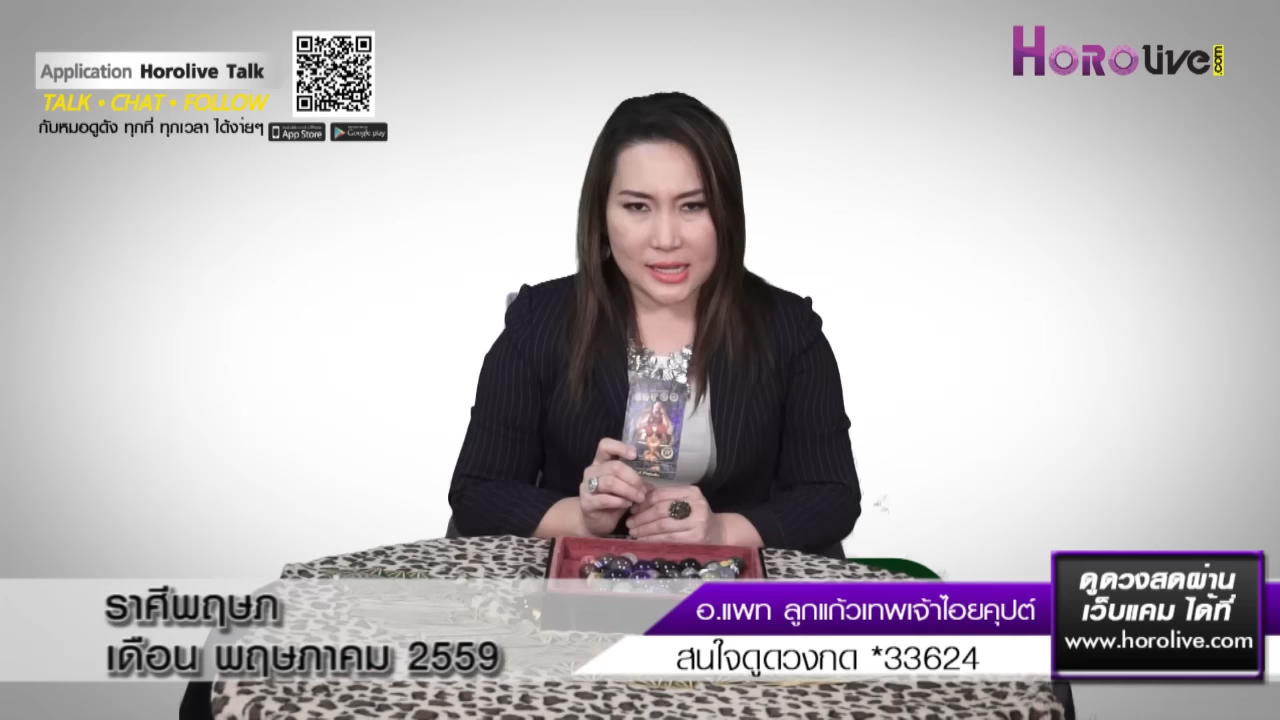 Application Horolive Talk
TALK • CHAT • FOLLOW
กับหมอดูดัง ทุกที่ ทุกเวลา ได้ง่ายๆ
App Store
Google play
HOROLIVE.com
ราศีพฤษภ
เดือน พฤษภาคม 2559
อ.แพท ลูกแก้วเทพเจ้าไอยคุปต์
สนใจดูดวงกด *33624
ดูดวงสดผ่าน
เว็บแคม ได้ที่
www.horolive.com